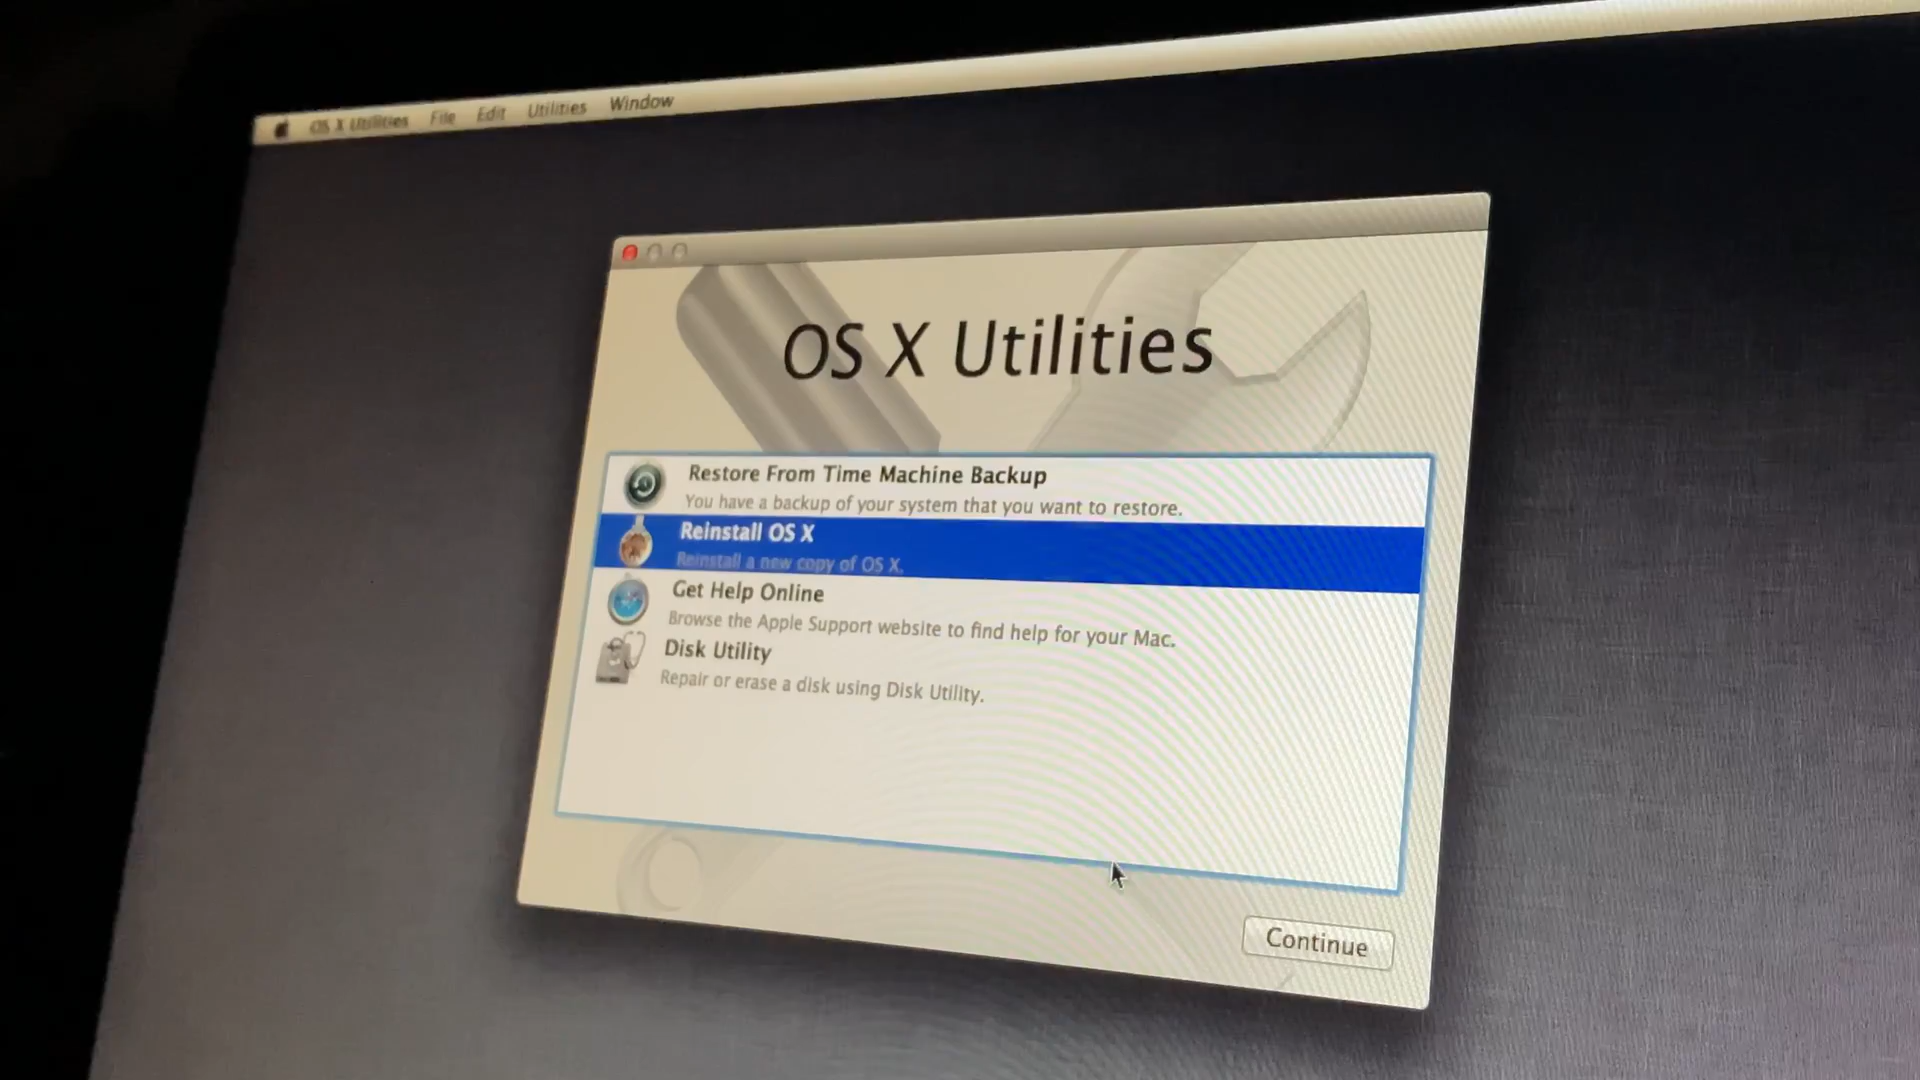 OS X Utilities File Edit Utilities Window
OS X Utilities
Restore From Time Machine Backup
You have a backup of your system that you want to restore.
Reinstall OS X
Reinstall a new copy of OS X.
Get Help Online
Browse the Apple Support website to find help for your Mac.
Disk Utility
Repair or erase a disk using Disk Utility.
Continue